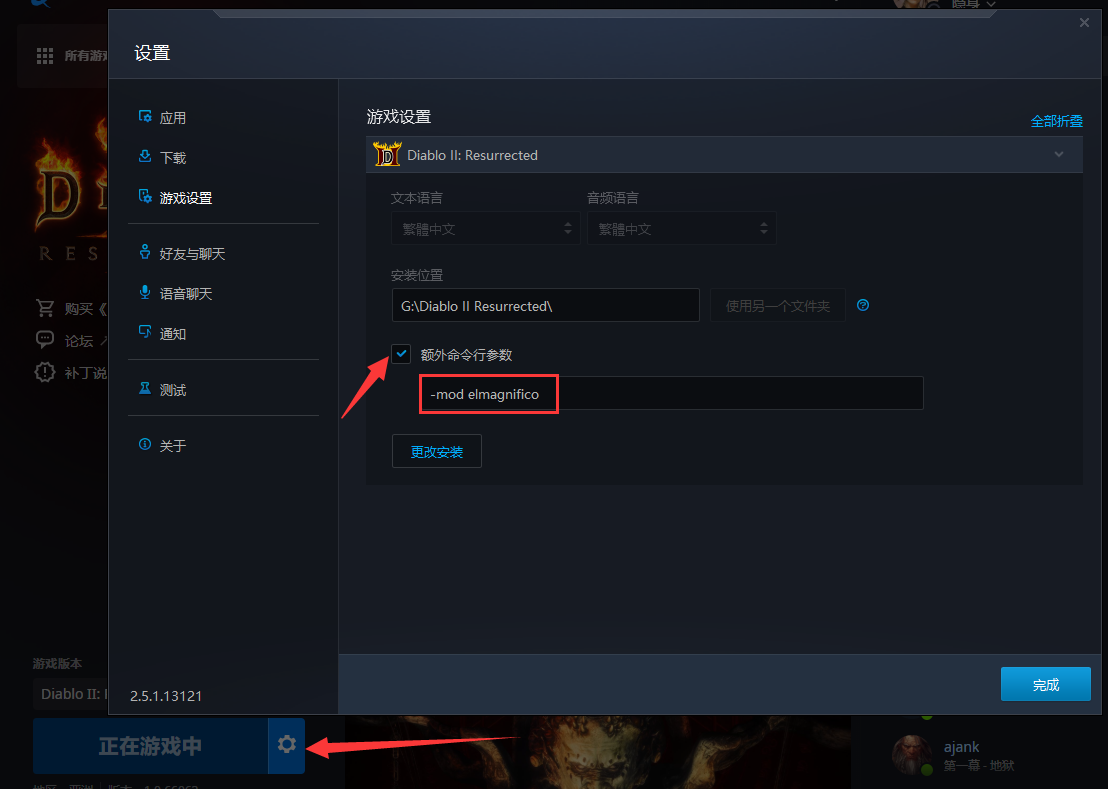 隐身
设置
所有游戏
应用
下载
游戏设置
好友与聊天
语音聊天
通知
测试
关于
2.5.1.13121
游戏设置
全部折叠
Diablo II: Resurrected
文本语言
音频语言
繁體中文
繁體中文
安装位置
G:\Diablo II Resurrected\
使用另一个文件夹
额外命令行参数
-mod elmagnifico
更改安装
完成
RES
购买《
论坛
补丁说
游戏版本
Diablo II:
正在游戏中
ajank
第一幕 - 地狱